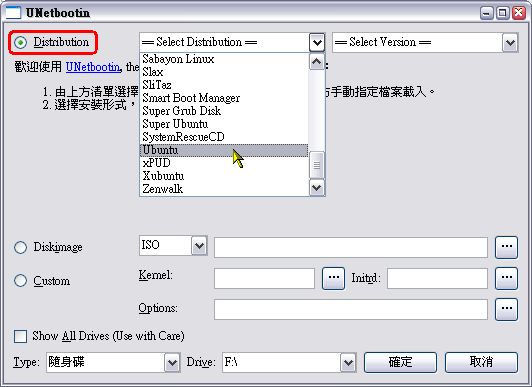 UNetbootin
Distribution
== Select Distribution ==
== Select Version ==
歡迎使用 UNetbootin, the
:
Sabayon Linux
Slax
SliTaz
Smart Boot Manager
Super Grub Disk
Super Ubuntu
SystemRescueCD
Ubuntu
xPUD
Xubuntu
Zenwalk
1. 由上方清單選擇
手動指定檔案載入。
2. 選擇安裝形式，
Diskimage
ISO
...
Custom
Kernel:
...
Initrd:
...
Options:
...
Show All Drives (Use with Care)
Type:
隨身碟
Drive:
F:\
確定
取消